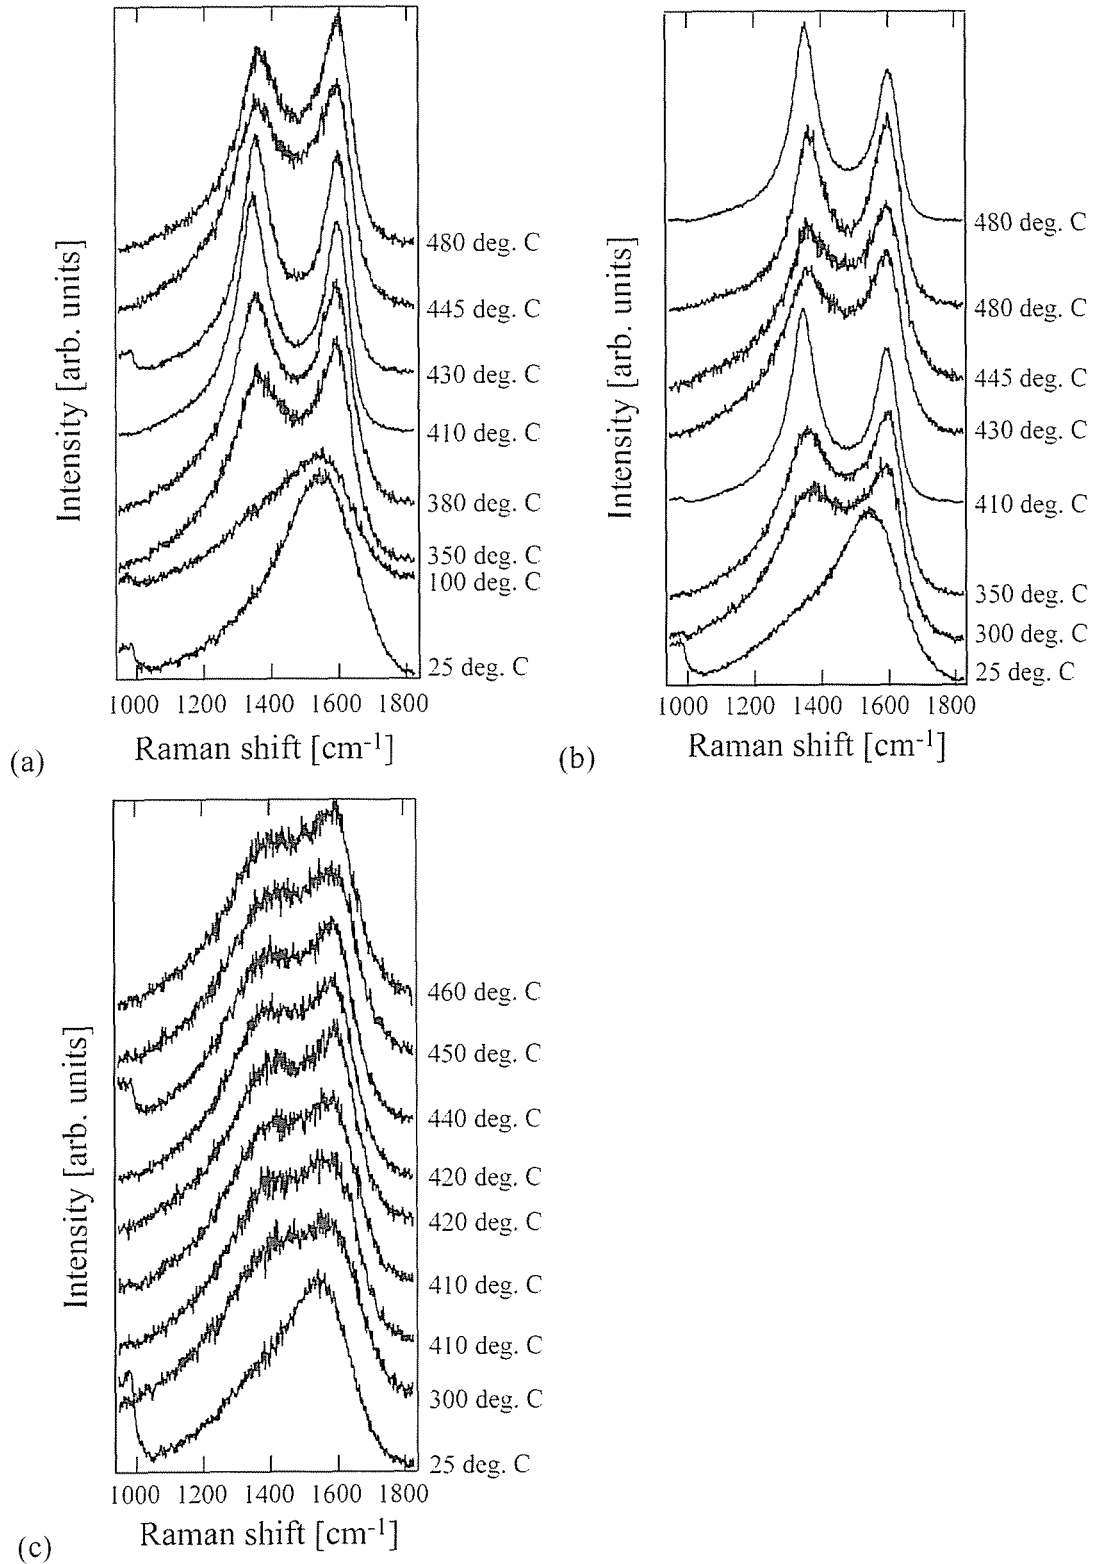 Intensity [arb. units]
480 deg. C
445 deg. C
430 deg. C
410 deg. C
380 deg. C
350 deg. C
100 deg. C
25 deg. C
1000 1200 1400 1600 1800
Raman shift [cm-1]
(a)
Intensity [arb. units]
480 deg. C
480 deg. C
445 deg. C
430 deg. C
410 deg. C
350 deg. C
300 deg. C
25 deg. C
1000 1200 1400 1600 1800
Raman shift [cm-1]
(b)
Intensity [arb. units]
460 deg. C
450 deg. C
440 deg. C
420 deg. C
420 deg. C
410 deg. C
410 deg. C
300 deg. C
25 deg. C
1000 1200 1400 1600 1800
Raman shift [cm-1]
(c)